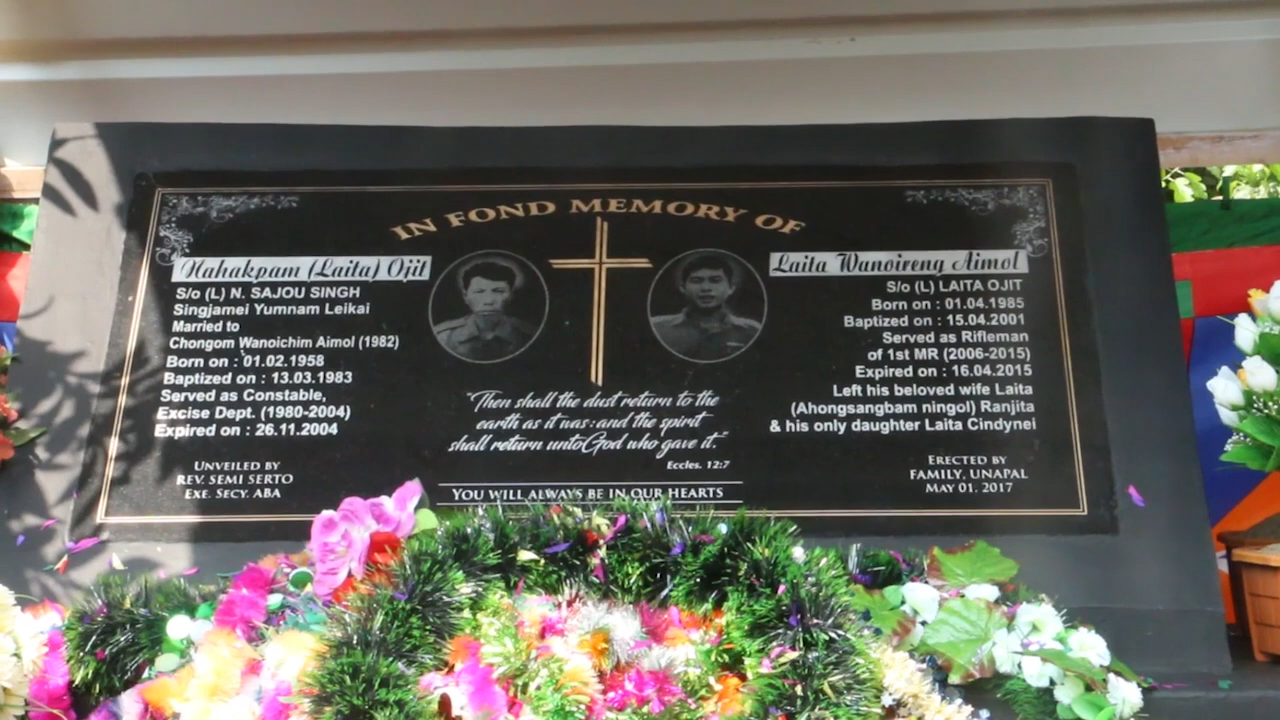 IN FOND MEMORY OF
Nahakpam (Laita) Ojit
S/o (L) N. SAJOU SINGH
Singjamei Yumnam Leikai
Married to
Chongom Wanoichim Aimol (1982)
Born on : 01.02.1958
Baptized on : 13.03.1983
Served as Constable,
Excise Dept. (1980-2004)
Expired on : 26.11.2004
UNVEILED BY
REV. SEMI SERTO
EXE. SECY. ABA
"Then shall the dust return to the
earth as it was: and the spirit
shall return unto God who gave it."
Eccles. 12:7
YOU WILL ALWAYS BE IN OUR HEARTS
Laita Wanoireng Aimol
S/o (L) LAITA OJIT
Born on : 01.04.1985
Baptized on : 15.04.2001
Served as Rifleman
of 1st MR (2006-2015)
Expired on : 16.04.2015
Left his beloved wife Laita
(Ahongsangbam ningol) Ranjita
& his only daughter Laita Cindynei
ERECTED BY
FAMILY, UNAPAL
MAY 01. 2017